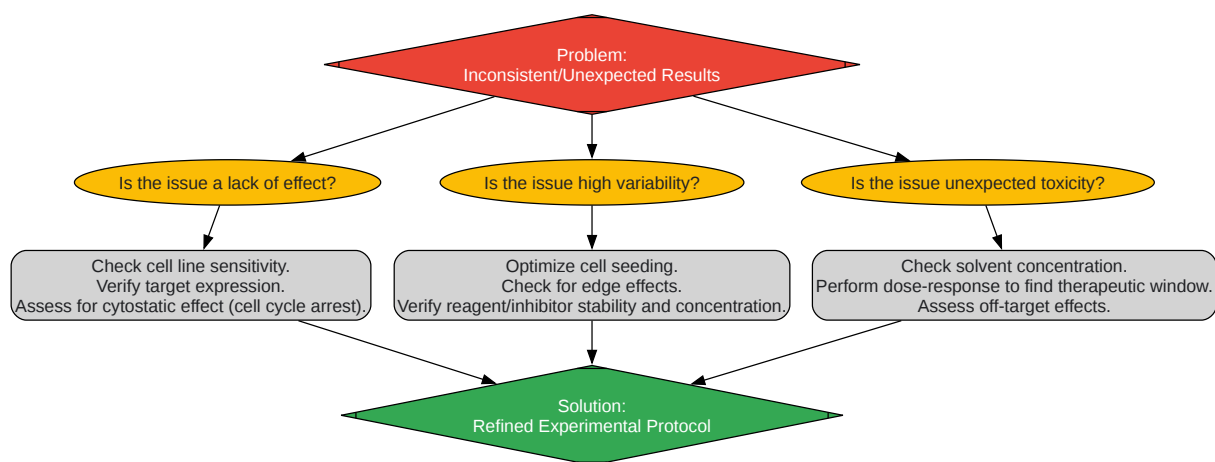 Problem:
Inconsistent/Unexpected Results
Is the issue a lack of effect?
Is the issue high variability?
Is the issue unexpected toxicity?
Check cell line sensitivity.
Verify target expression.
Assess for cytostatic effect (cell cycle arrest).
Optimize cell seeding.
Check for edge effects.
Verify reagent/inhibitor stability and concentration.
Check solvent concentration.
Perform dose-response to find therapeutic window.
Assess off-target effects.
Solution:
Refined Experimental Protocol